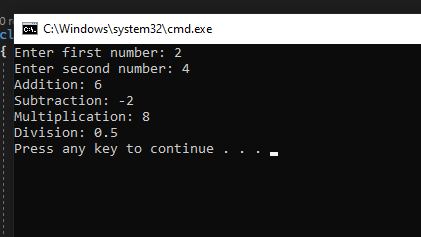 C:\Windows\system32\cmd.exe
Enter first number: 2
Enter second number: 4
Addition: 6
Subtraction: -2
Multiplication: 8
Division: 0.5
Press any key to continue . . .